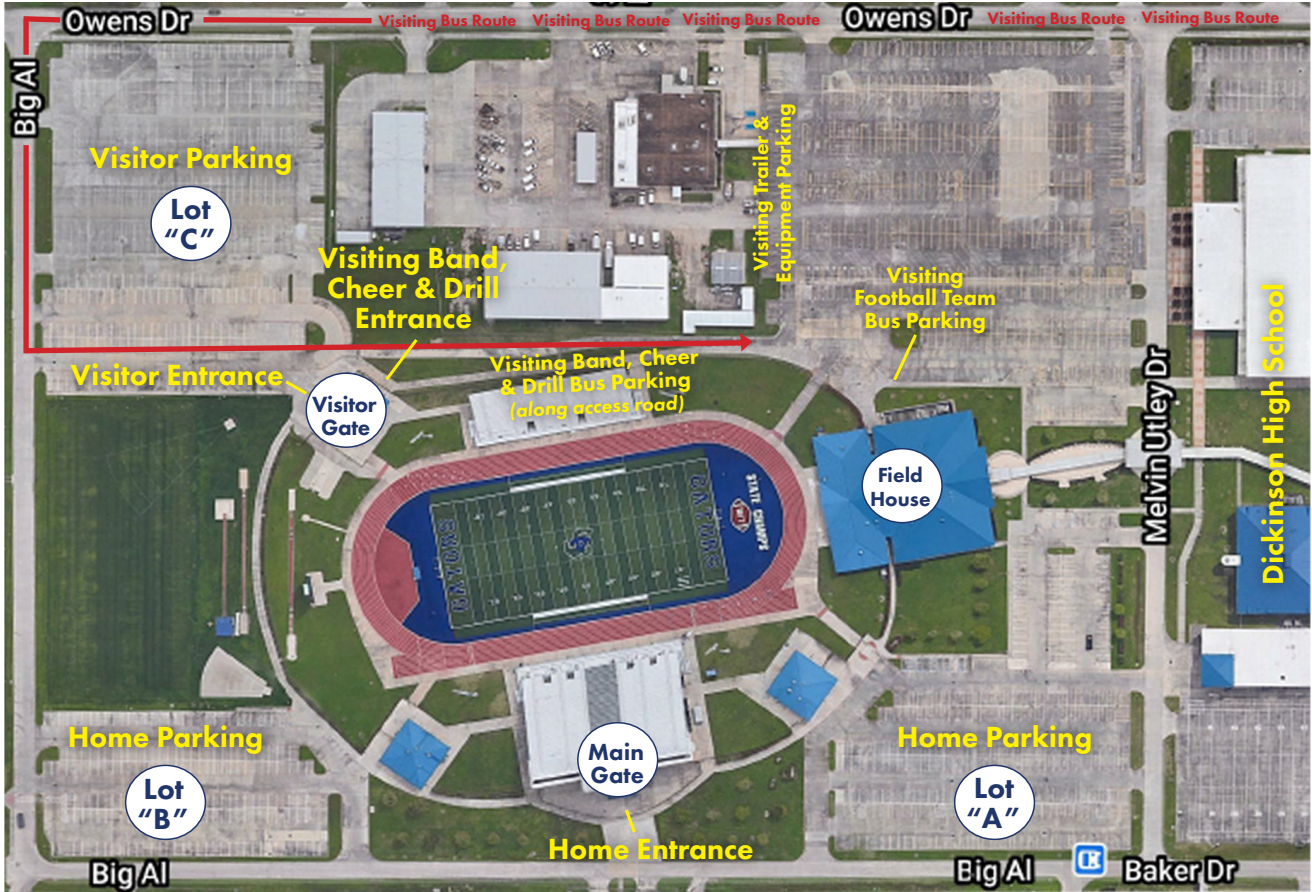 Owens Dr
Visiting Bus Route
Visiting Bus Route
Visiting Bus Route
Owens Dr
Visiting Bus Route
Visiting Bus Route
Big Al
Visitor Parking
Lot
“C”
Visiting Trailer &
Equipment Parking
Visiting Band,
Cheer & Drill
Entrance
Visiting
Football Team
Bus Parking
Visitor Entrance
Visitor
Gate
Visiting Band, Cheer
& Drill Bus Parking
(along access road)
Melvin Utley Dr
Dickinson High School
Field
House
GATORS
GATORS
STATE CHAMPS
Home Parking
Lot
“B”
Main
Gate
Home Entrance
Home Parking
Lot
“A”
Big Al
Big Al
Baker Dr